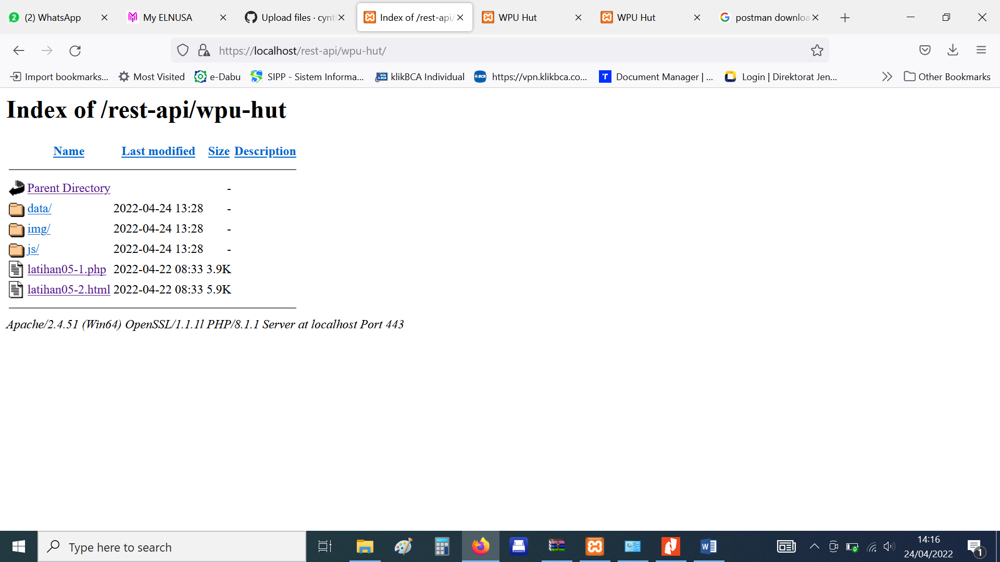 (2) WhatsApp
My ELNUSA
Upload files · cynt
Index of /rest-api/
WPU Hut
WPU Hut
postman downloa
https://localhost/rest-api/wpu-hut/
Import bookmarks...
Most Visited
e-Dabu
SIPP - Sistem Informa...
klikBCA Individual
https://vpn.klikbca.co...
Document Manager | ...
Login | Direktorat Jen...
Other Bookmarks
Index of /rest-api/wpu-hut
Name Last modified Size Description
Parent Directory -
data/ 2022-04-24 13:28 -
img/ 2022-04-24 13:28 -
js/ 2022-04-24 13:28 -
latihan05-1.php 2022-04-22 08:33 3.9K
latihan05-2.html 2022-04-22 08:33 5.9K
Apache/2.4.51 (Win64) OpenSSL/1.1.1l PHP/8.1.1 Server at localhost Port 443
Type here to search
14:16
24/04/2022
1